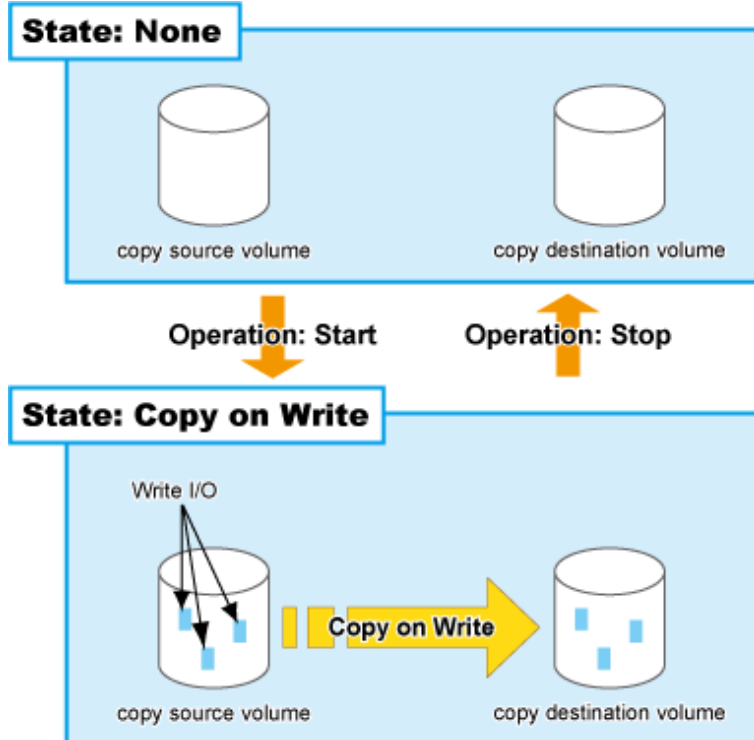 State: None
copy source volume
copy destination volume
Operation: Start
Operation: Stop
State: Copy on Write
Write I/O
Copy on Write
copy source volume
copy destination volume